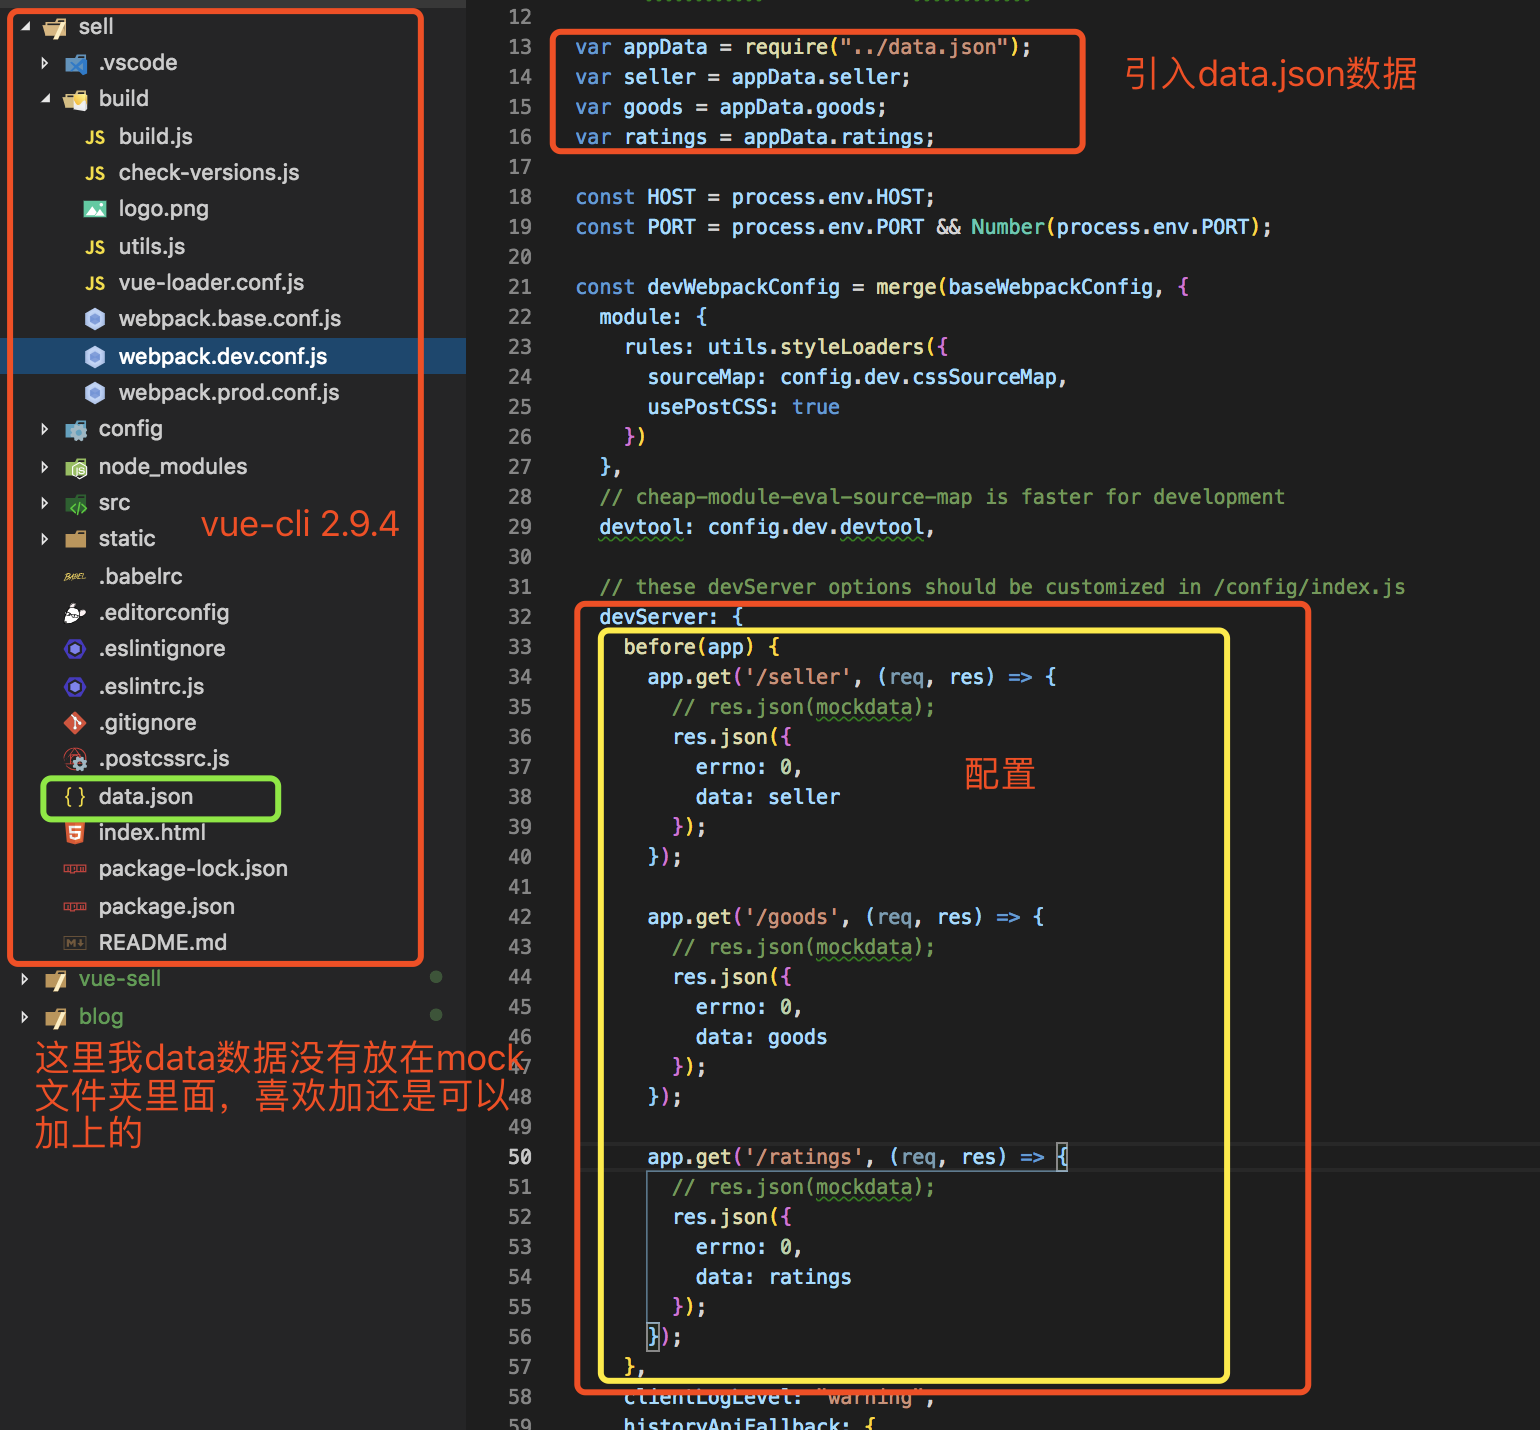 sell
.vscode
build
build.js
check-versions.js
logo.png
utils.js
vue-loader.conf.js
webpack.base.conf.js
webpack.dev.conf.js
webpack.prod.conf.js
config
node_modules
src
static
vue-cli 2.9.4
.babelrc
.editorconfig
.eslintignore
.eslintrc.js
.gitignore
.postcssrc.js
data.json
index.html
package-lock.json
package.json
README.md
vue-sell
blog
这里我data数据没有放在mock
文件夹里面，喜欢加还是可以
加上的
12
13 var appData = require("../data.json");
14 var seller = appData.seller;
15 var goods = appData.goods;
16 var ratings = appData.ratings;
引入data.json数据
17
18 const HOST = process.env.HOST;
19 const PORT = process.env.PORT && Number(process.env.PORT);
20
21 const devWebpackConfig = merge(baseWebpackConfig, {
22 module: {
23 rules: utils.styleLoaders({
24 sourceMap: config.dev.cssSourceMap,
25 usePostCSS: true
26 })
27 },
28 // cheap-module-eval-source-map is faster for development
29 devtool: config.dev.devtool,
30
31 // these devServer options should be customized in /config/index.js
32 devServer: {
33 before(app) {
34 app.get('/seller', (req, res) => {
35 // res.json(mockdata);
36 res.json({
37 errno: 0,
38 data: seller
配置
39 });
40 });
41
42 app.get('/goods', (req, res) => {
43 // res.json(mockdata);
44 res.json({
45 errno: 0,
46 data: goods
47 });
48 });
49
50 app.get('/ratings', (req, res) => {
51 // res.json(mockdata);
52 res.json({
53 errno: 0,
54 data: ratings
55 });
56 });
57 },
58 clientLogLevel: "warning",
59 historyApiFallback: {